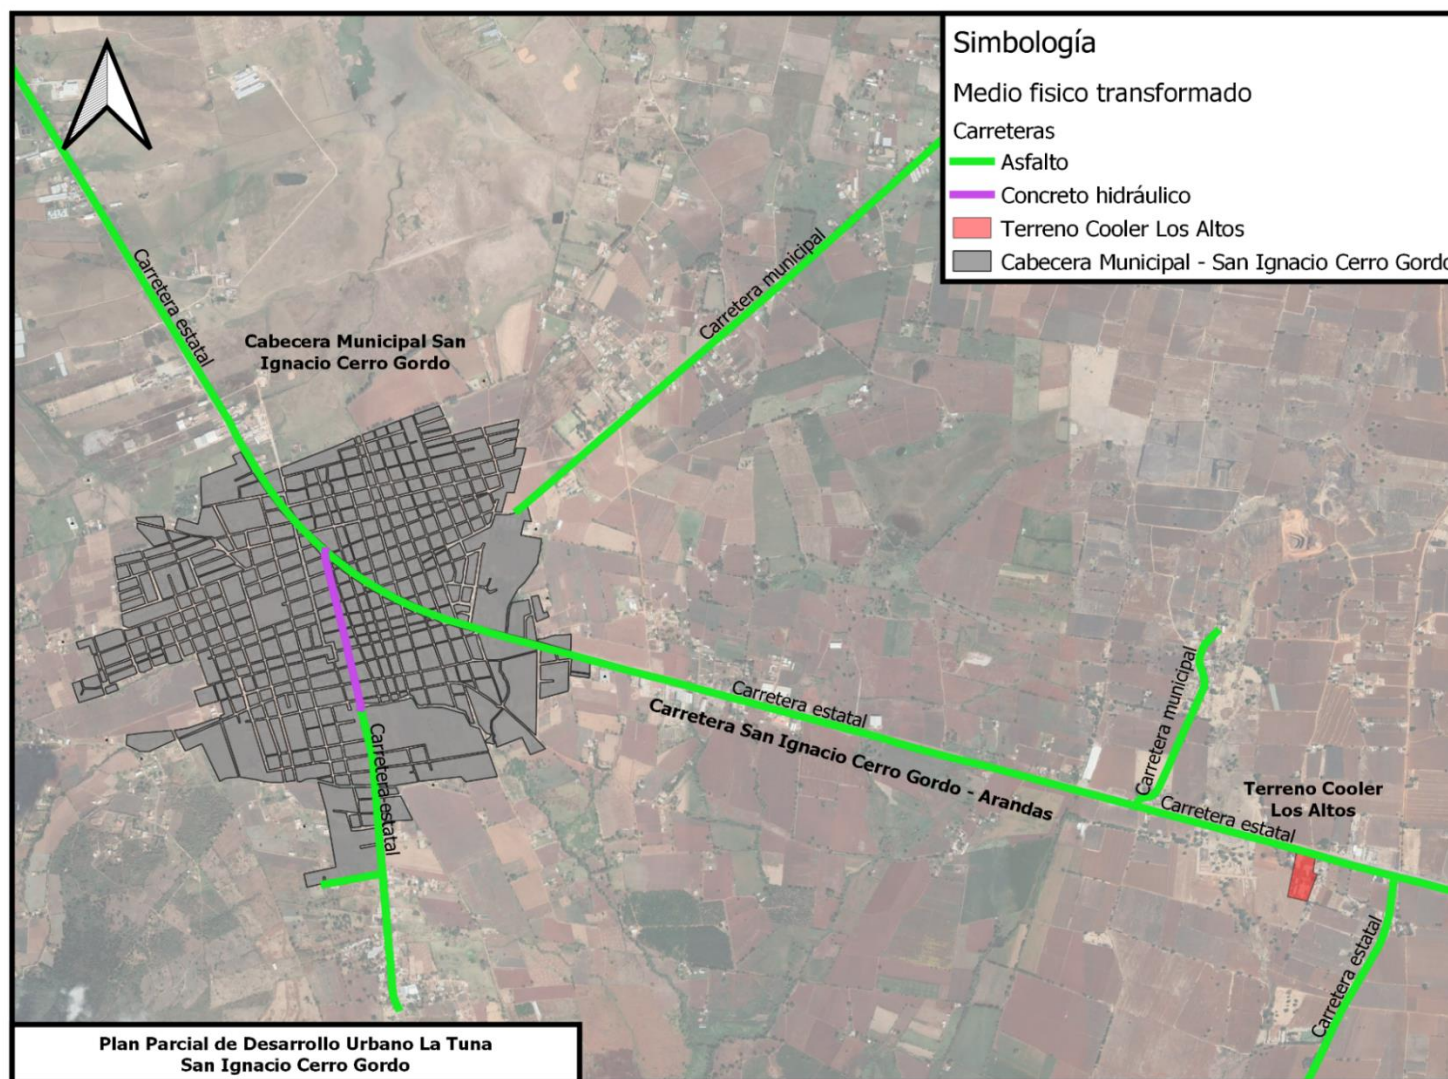 Simbología
Medio fisico transformado
Carreteras
Asfalto
Concreto hidráulico
Terreno Cooler Los Altos
Cabecera Municipal - San Ignacio Cerro Gordo
Carretera estatal
Carretera municipal
Cabecera Municipal San
Ignacio Cerro Gordo
Carretera estatal
Carretera San Ignacio Cerro Gordo - Arandas
Carretera municipal
Carretera estatal
Terreno Cooler
Los Altos
Carretera estatal
Carretera estatal
Plan Parcial de Desarrollo Urbano La Tuna
San Ignacio Cerro Gordo